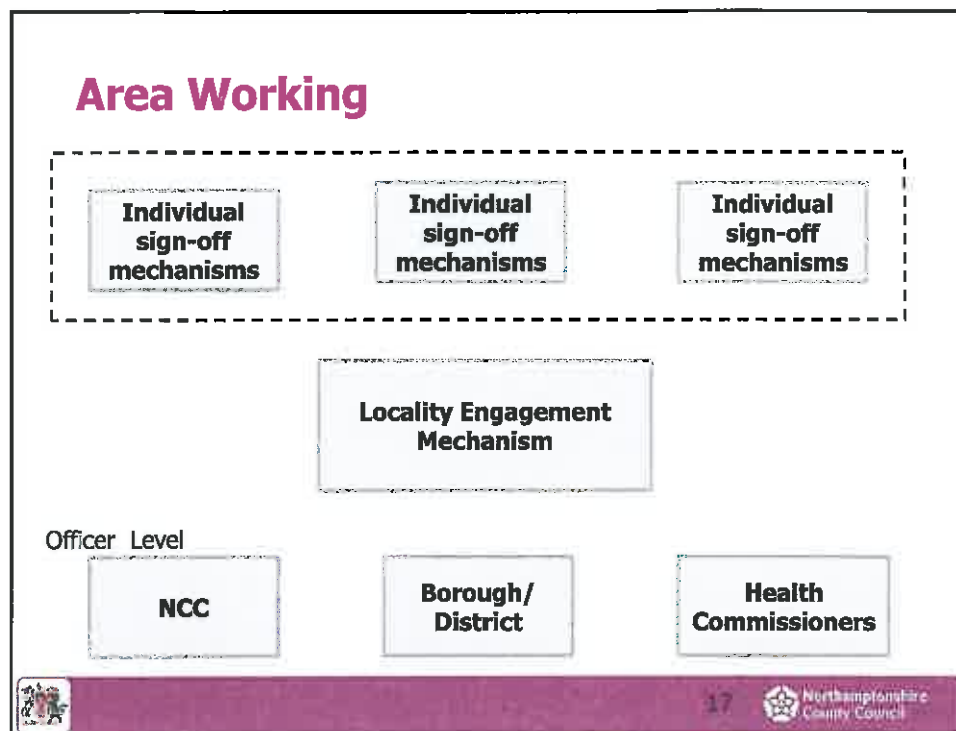 Area Working
Individual
sign-off
mechanisms
Individual
sign-off
mechanisms
Individual
sign-off
mechanisms
Locality Engagement
Mechanism
Officer Level
NCC
Borough/
District
Health
Commissioners
17
Northamptonshire
County Council